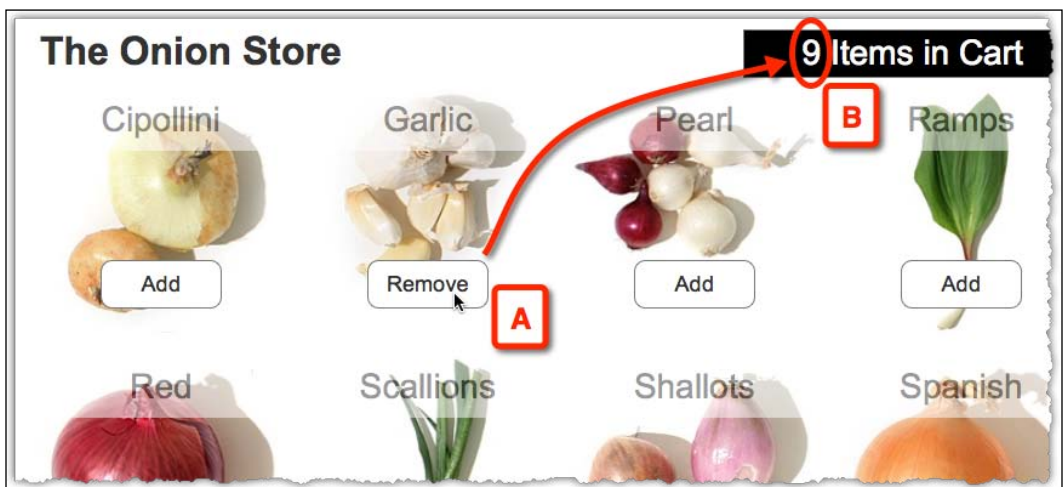 The Onion Store
9 Items in Cart
B
Cipollini
Garlic
Pearl
Ramps
Add
Remove
Add
Add
A
Red
Scallions
Shallots
Spanish